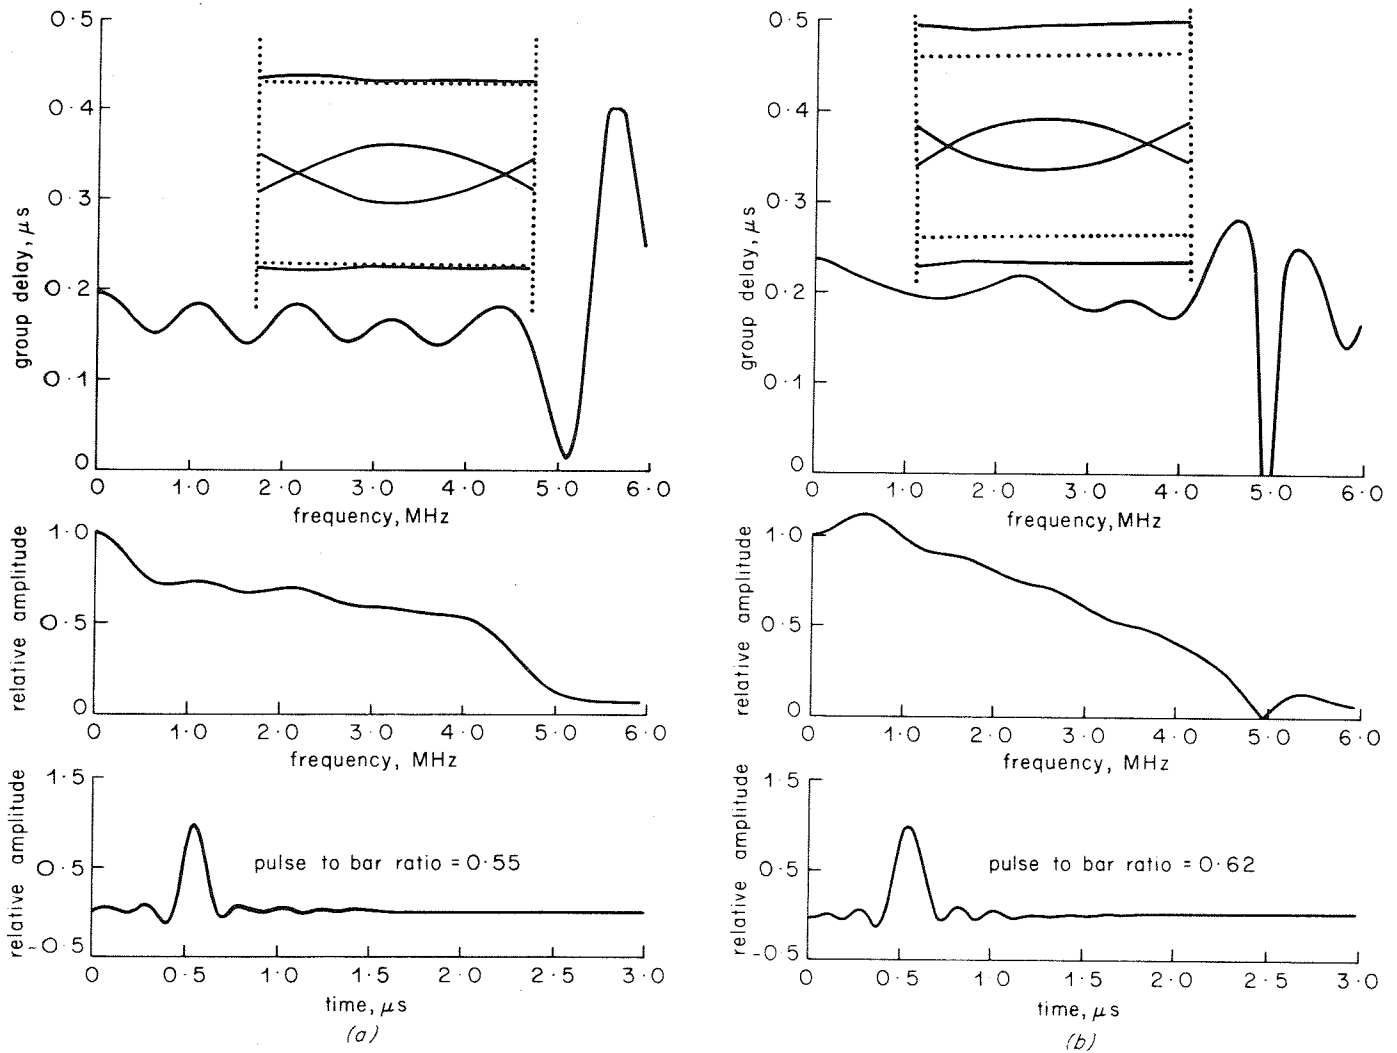 0·5
0·4
0·3
0·2
0·1
0
group delay, μs
0 1·0 2·0 3·0 4·0 5·0 6·0
frequency, MHz
1·0
0·5
0
relative amplitude
0 1·0 2·0 3·0 4·0 5·0 6·0
frequency, MHz
1·5
0·5
-0·5
relative amplitude
pulse to bar ratio = 0·55
0 0·5 1·0 1·5 2·0 2·5 3·0
time, μs
(a)
0·5
0·4
0·3
0·2
0·1
0
group delay, μs
0 1·0 2·0 3·0 4·0 5·0 6·0
frequency, MHz
1·0
0·5
0
relative amplitude
0 1·0 2·0 3·0 4·0 5·0 6·0
frequency, MHz
1·5
0·5
-0·5
relative amplitude
pulse to bar ratio = 0·62
0 0·5 1·0 1·5 2·0 2·5 3·0
time, μs
(b)